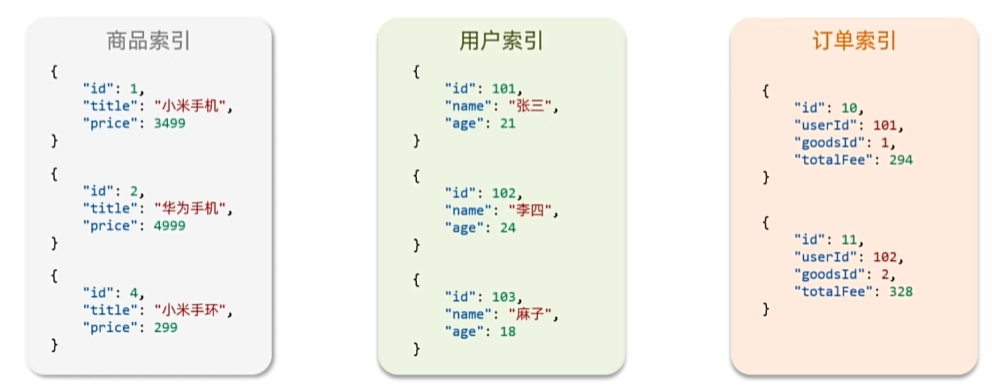 商品索引
{
"id": 1,
"title": "小米手机",
"price": 3499
}
{
"id": 2,
"title": "华为手机",
"price": 4999
}
{
"id": 4,
"title": "小米手环",
"price": 299
}
用户索引
{
"id": 101,
"name": "张三",
"age": 21
}
{
"id": 102,
"name": "李四",
"age": 24
}
{
"id": 103,
"name": "麻子",
"age": 18
}
订单索引
{
"id": 10,
"userId": 101,
"goodsId": 1,
"totalFee": 294
}
{
"id": 11,
"userId": 102,
"goodsId": 2,
"totalFee": 328
}